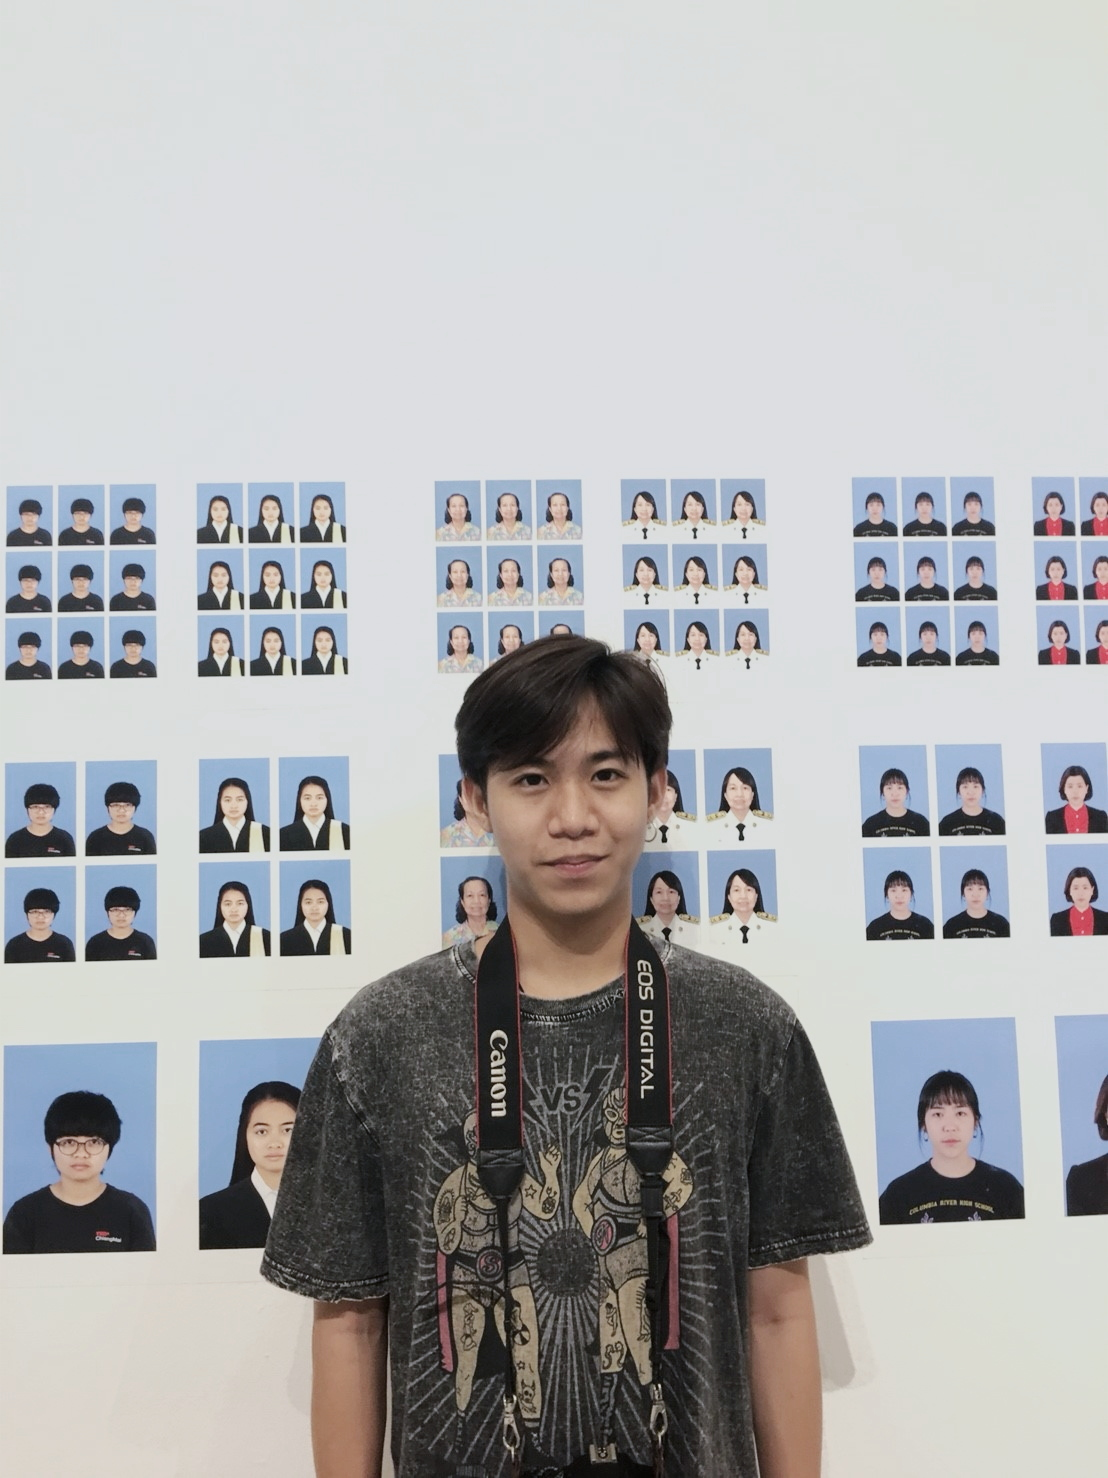 Canon
EOS DIGITAL
VS
COLUMBIA RIVER HIGH SCHOOL